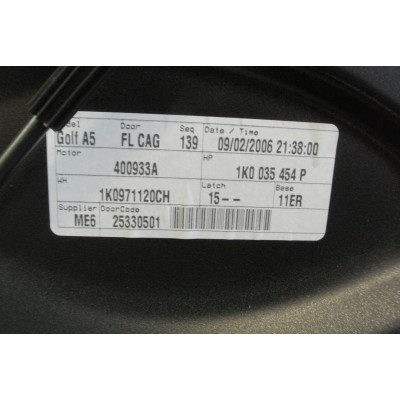 Door Seq Date / Time
Golf A5 FL CAG 139 09/02/2006 21:38:00
Motor HP
400933A 1K0 035 454 P
WH Latch Base
1K0971120CH 15-- 11ER
Supplier DoorCode
ME6 25330501